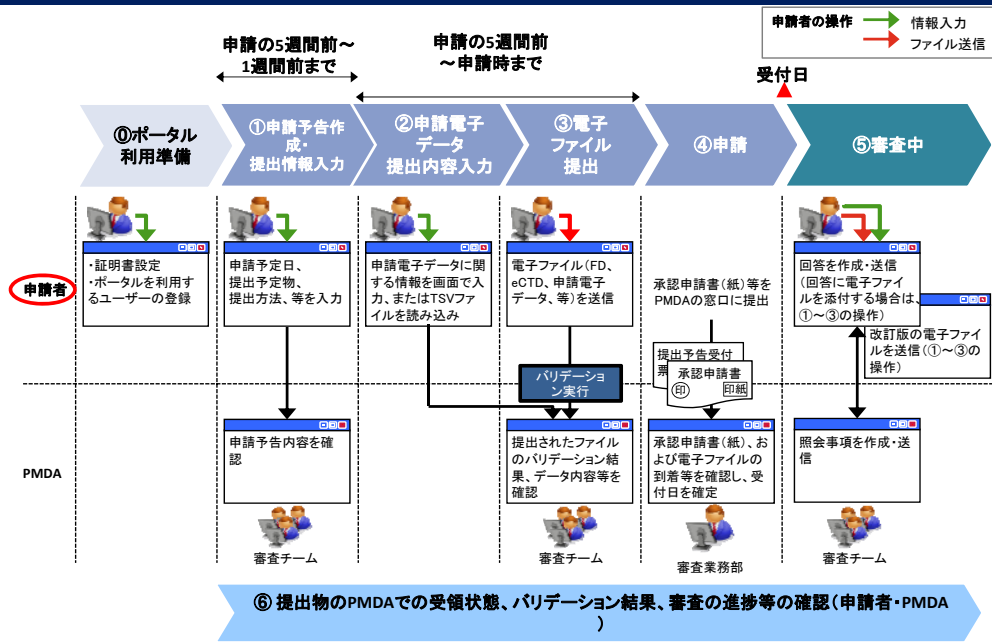 申請者の操作
情報入力
ファイル送信
申請の5週間前～
1週間前まで
申請の5週間前
～申請時まで
受付日
⓪ポータル
利用準備
①申請予告作
成・
提出情報入力
②申請電子
データ
提出内容入力
③電子
ファイル
提出
④申請
⑤審査中
申請者
・証明書設定
・ポータルを利用す
るユーザーの登録
申請予定日、
提出予定物、
提出方法、等を入力
申請電子データに関
する情報を画面で入
力、またはTSVファ
イルを読み込み
電子ファイル（FD、
eCTD、申請電子
データ、等）を送信
承認申請書（紙）等を
PMDAの窓口に提出
回答を作成・送信
（回答に電子ファイ
ルを添付する場合は、
①～③の操作）
改訂版の電子ファイ
ルを送信（①～③の
操作）
提出予告受付
票
承認申請書
印
印紙
バリデーショ
ン実行
PMDA
申請予告内容を確
認
提出されたファイル
のバリデーション結
果、データ内容等を
確認
承認申請書（紙）、お
よび電子ファイルの
到着等を確認し、受
付日を確定
照会事項を作成・送
信
審査チーム
審査チーム
審査業務部
審査チーム
⑥ 提出物のPMDAでの受領状態、バリデーション結果、審査の進捗等の確認（申請者・PMDA
）